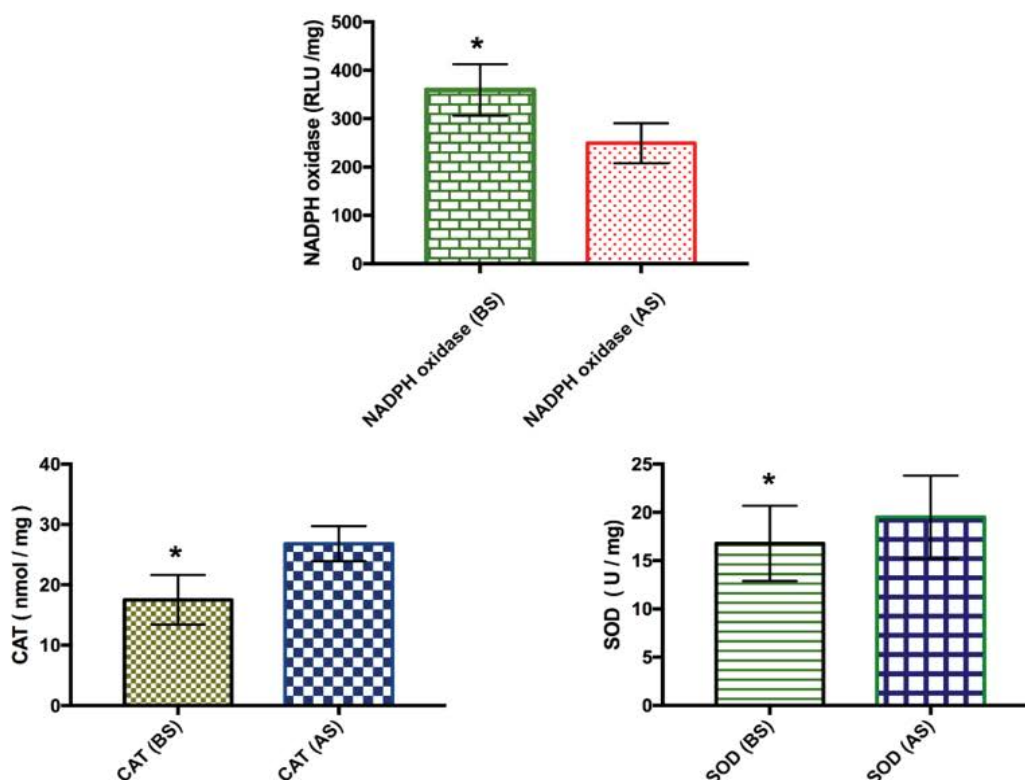 NADPH oxidase (RLU /mg)
500
400
300
200
100
0
*
NADPH oxidase (BS)
NADPH oxidase (AS)
CAT ( nmol / mg )
40
30
20
10
0
*
CAT (BS)
CAT (AS)
SOD ( U / mg)
25
20
15
10
5
0
*
SOD (BS)
SOD (AS)